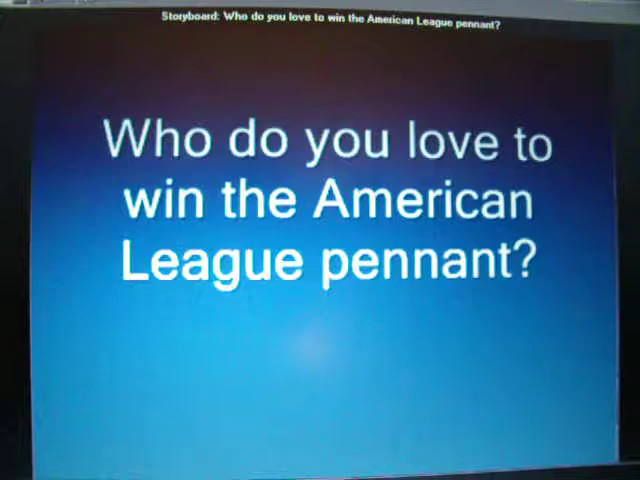 Storyboard: Who do you love to win the American League pennant?
Who do you love to
win the American
League pennant?